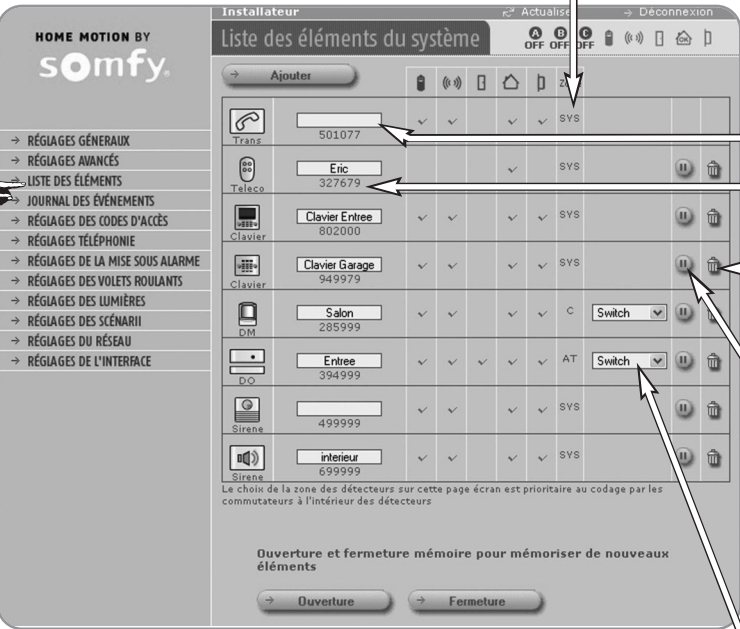 Installateur
Actualise
Déconnexion
HOME MOTION BY
somfy.
Liste des éléments du système
A B C
OFF OFF OFF
OK
Ajouter
Trans
501077
SYS
Teleco
Eric
327679
SYS
Clavier
Clavier Entree
802000
SYS
Clavier
Clavier Garage
949979
SYS
DM
Salon
285999
C
Switch
DO
Entree
394999
AT
Switch
Sirene
499999
SYS
Sirene
interieur
699999
SYS
RÉGLAGES GÉNERAUX
RÉGLAGES AVANCÉS
LISTE DES ÉLÉMENTS
JOURNAL DES ÉVÉNEMENTS
RÉGLAGES DES CODES D'ACCÈS
RÉGLAGES TÉLÉPHONIE
RÉGLAGES DE LA MISE SOUS ALARME
RÉGLAGES DES VOLETS ROULANTS
RÉGLAGES DES LUMIÈRES
RÉGLAGES DES SCÉNARII
RÉGLAGES DU RÉSEAU
RÉGLAGES DE L'INTERFACE
Le choix de la zone des détecteurs sur cette page écran est prioritaire au codage par les
commutateurs à l'intérieur des détecteurs
Ouverture et fermeture mémoire pour mémoriser de nouveaux
éléments
Ouverture
Fermeture